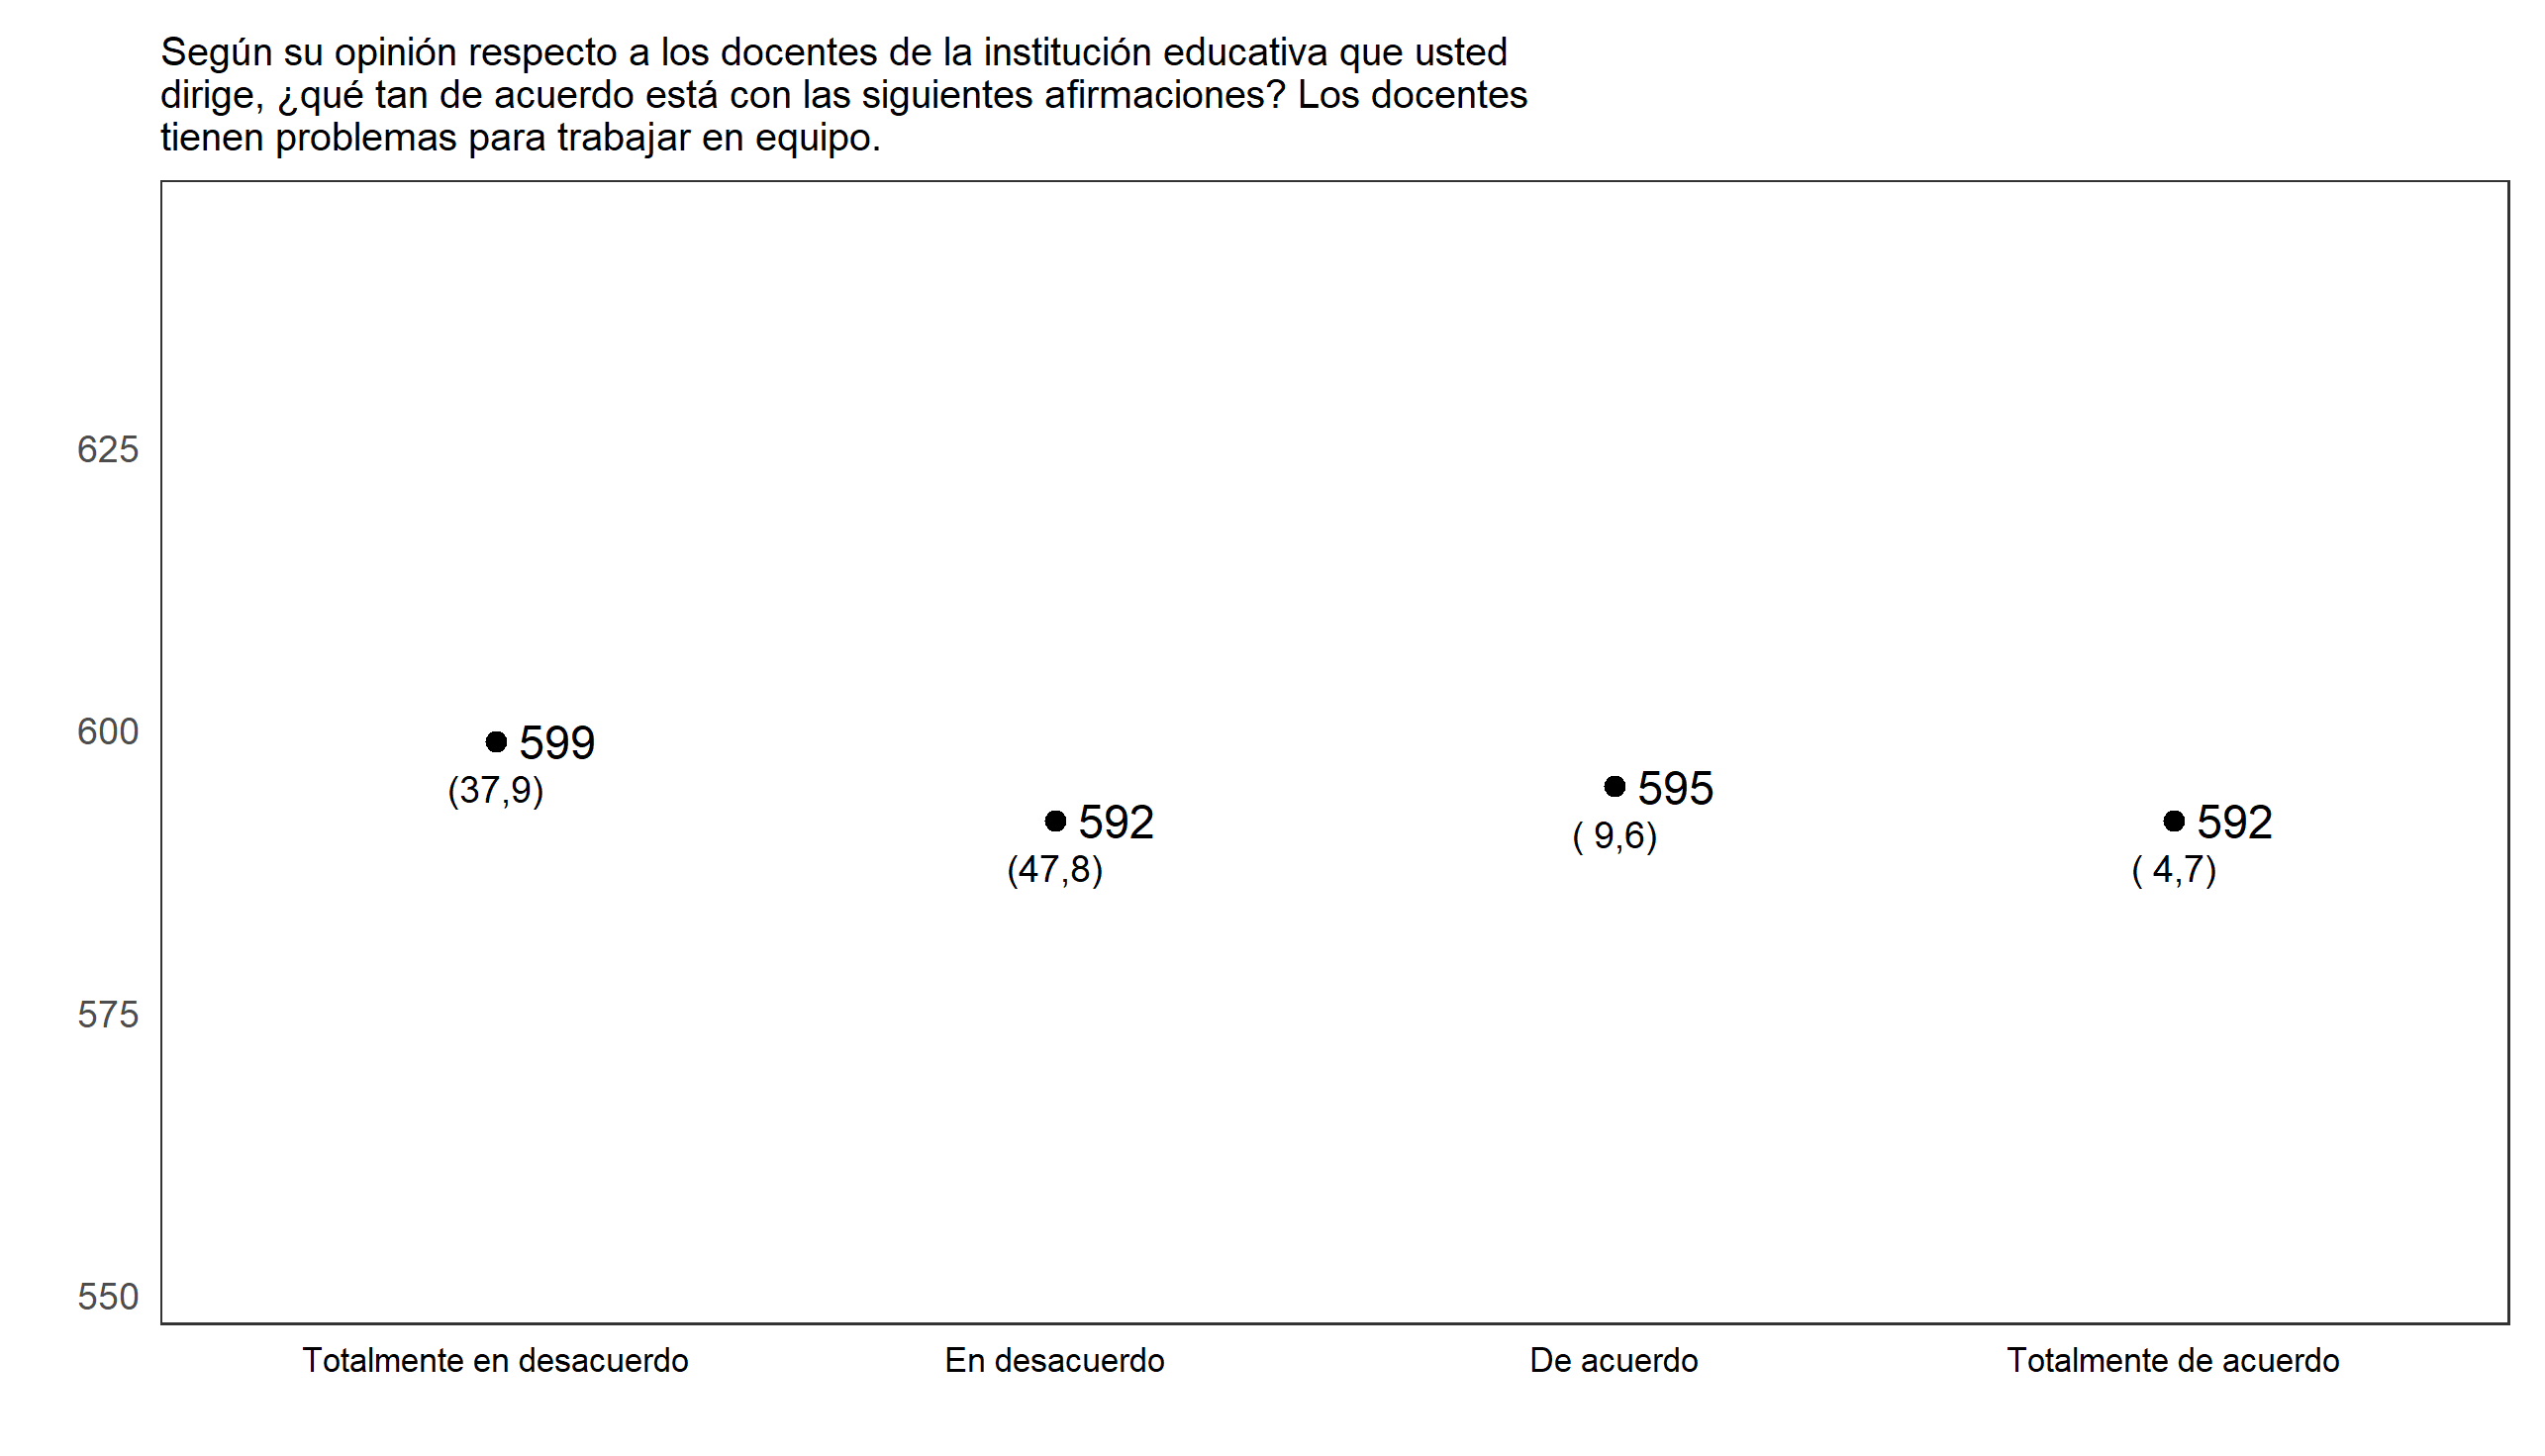 Según su opinión respecto a los docentes de la institución educativa que usted
dirige, ¿qué tan de acuerdo está con las siguientes afirmaciones? Los docentes
tienen problemas para trabajar en equipo.
625
600
575
550
599
(37,9)
592
(47,8)
595
( 9,6)
592
( 4,7)
Totalmente en desacuerdo
En desacuerdo
De acuerdo
Totalmente de acuerdo